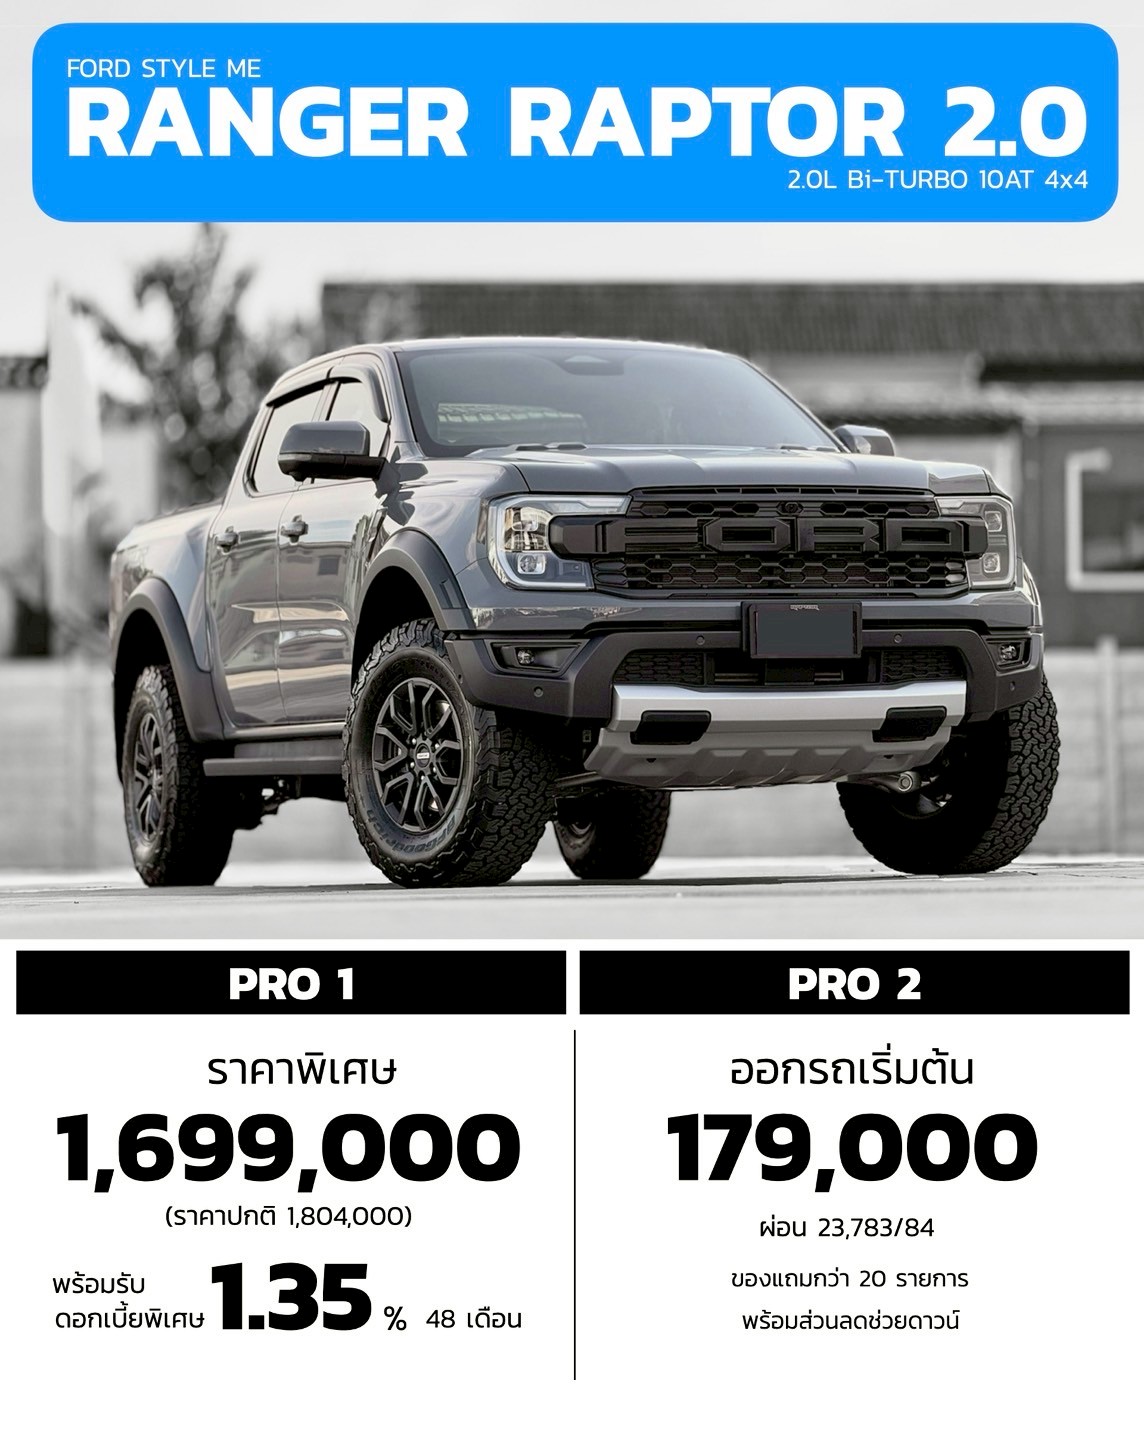 FORD STYLE ME
RANGER RAPTOR 2.0
2.0L Bi-TURBO 10AT 4x4
FORD
BFGoodrich
PRO 1
ราคาพิเศษ
1,699,000
(ราคาปกติ 1,804,000)
พร้อมรับ
ดอกเบี้ยพิเศษ 1.35 % 48 เดือน
PRO 2
ออกรถเริ่มต้น
179,000
ผ่อน 23,783/84
ของแถมกว่า 20 รายการ
พร้อมส่วนลดช่วยดาวน์